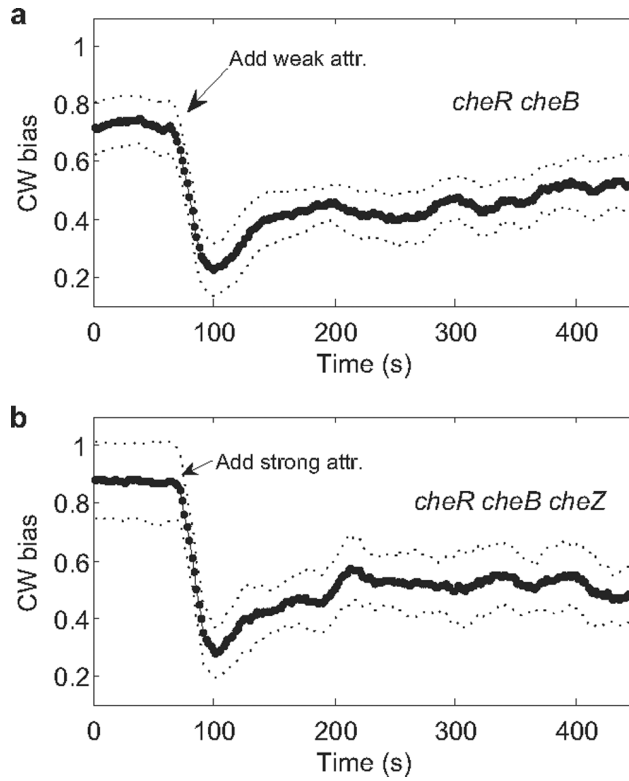 a
1
0.8
0.6
0.4
0.2
CW bias
Add weak attr.
cheR cheB
0 100 200 300 400
Time (s)
b
1
0.8
0.6
0.4
0.2
CW bias
Add strong attr.
cheR cheB cheZ
0 100 200 300 400
Time (s)